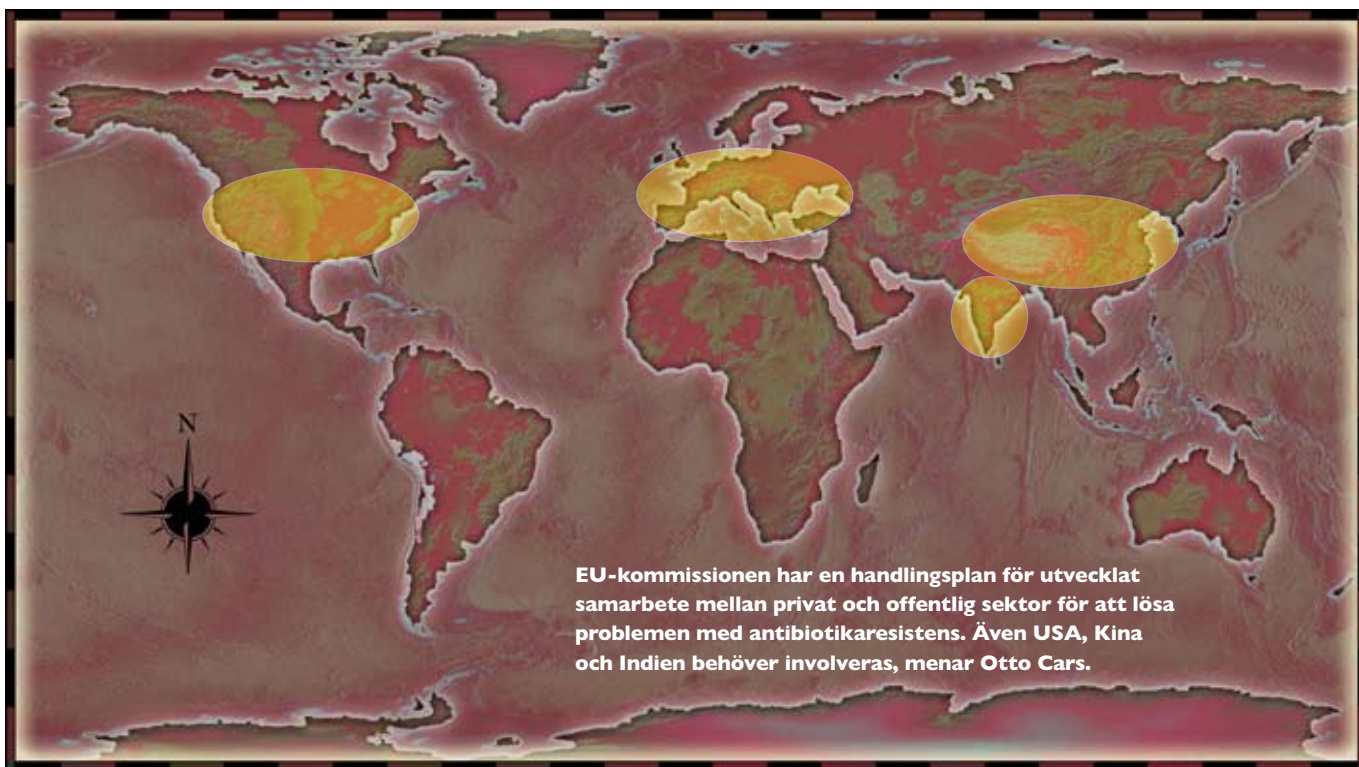 N
EU-kommissionen har en handlingsplan för utvecklat
samarbete mellan privat och offentlig sektor för att lösa
problemen med antibiotikaresistens. Även USA, Kina
och Indien behöver involveras, menar Otto Cars.